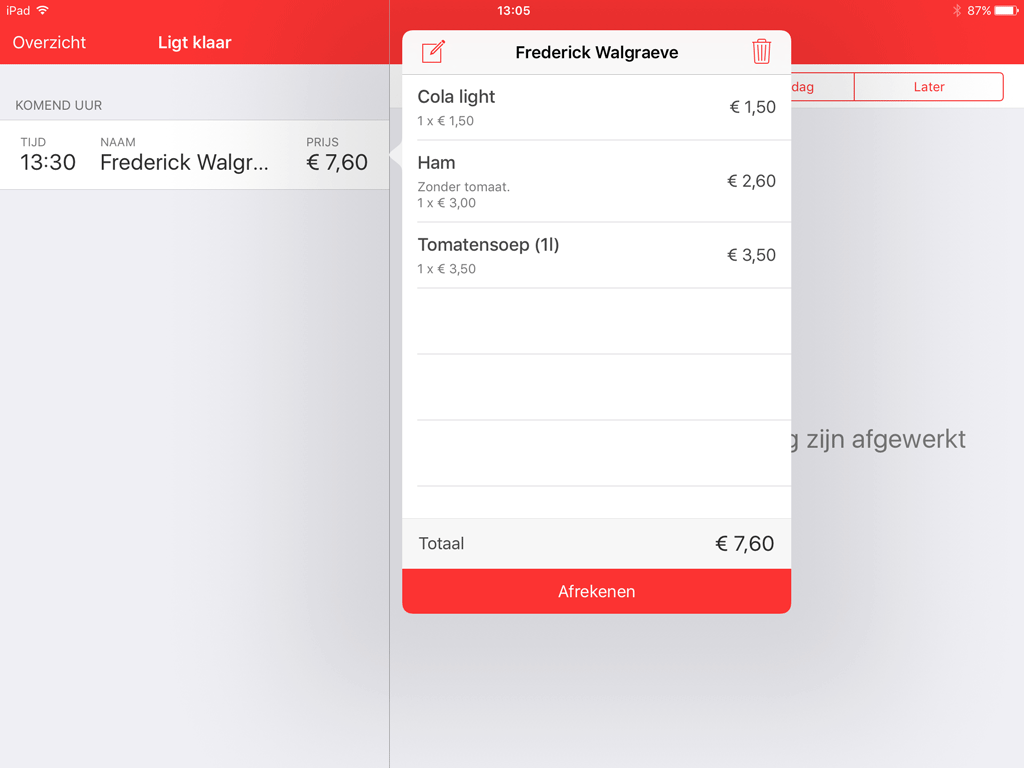 iPad
13:05
87%
Overzicht
Ligt klaar
Frederick Walgraeve
Later
KOMEND UUR
TIJD NAAM PRIJS
13:30 Frederick Walgr... € 7,60
Cola light
1 x € 1,50
€ 1,50
Ham
Zonder tomaat.
1 x € 3,00
€ 2,60
Tomatensoep (1l)
1 x € 3,50
€ 3,50
zijn afgewerkt
Totaal
€ 7,60
Afrekenen